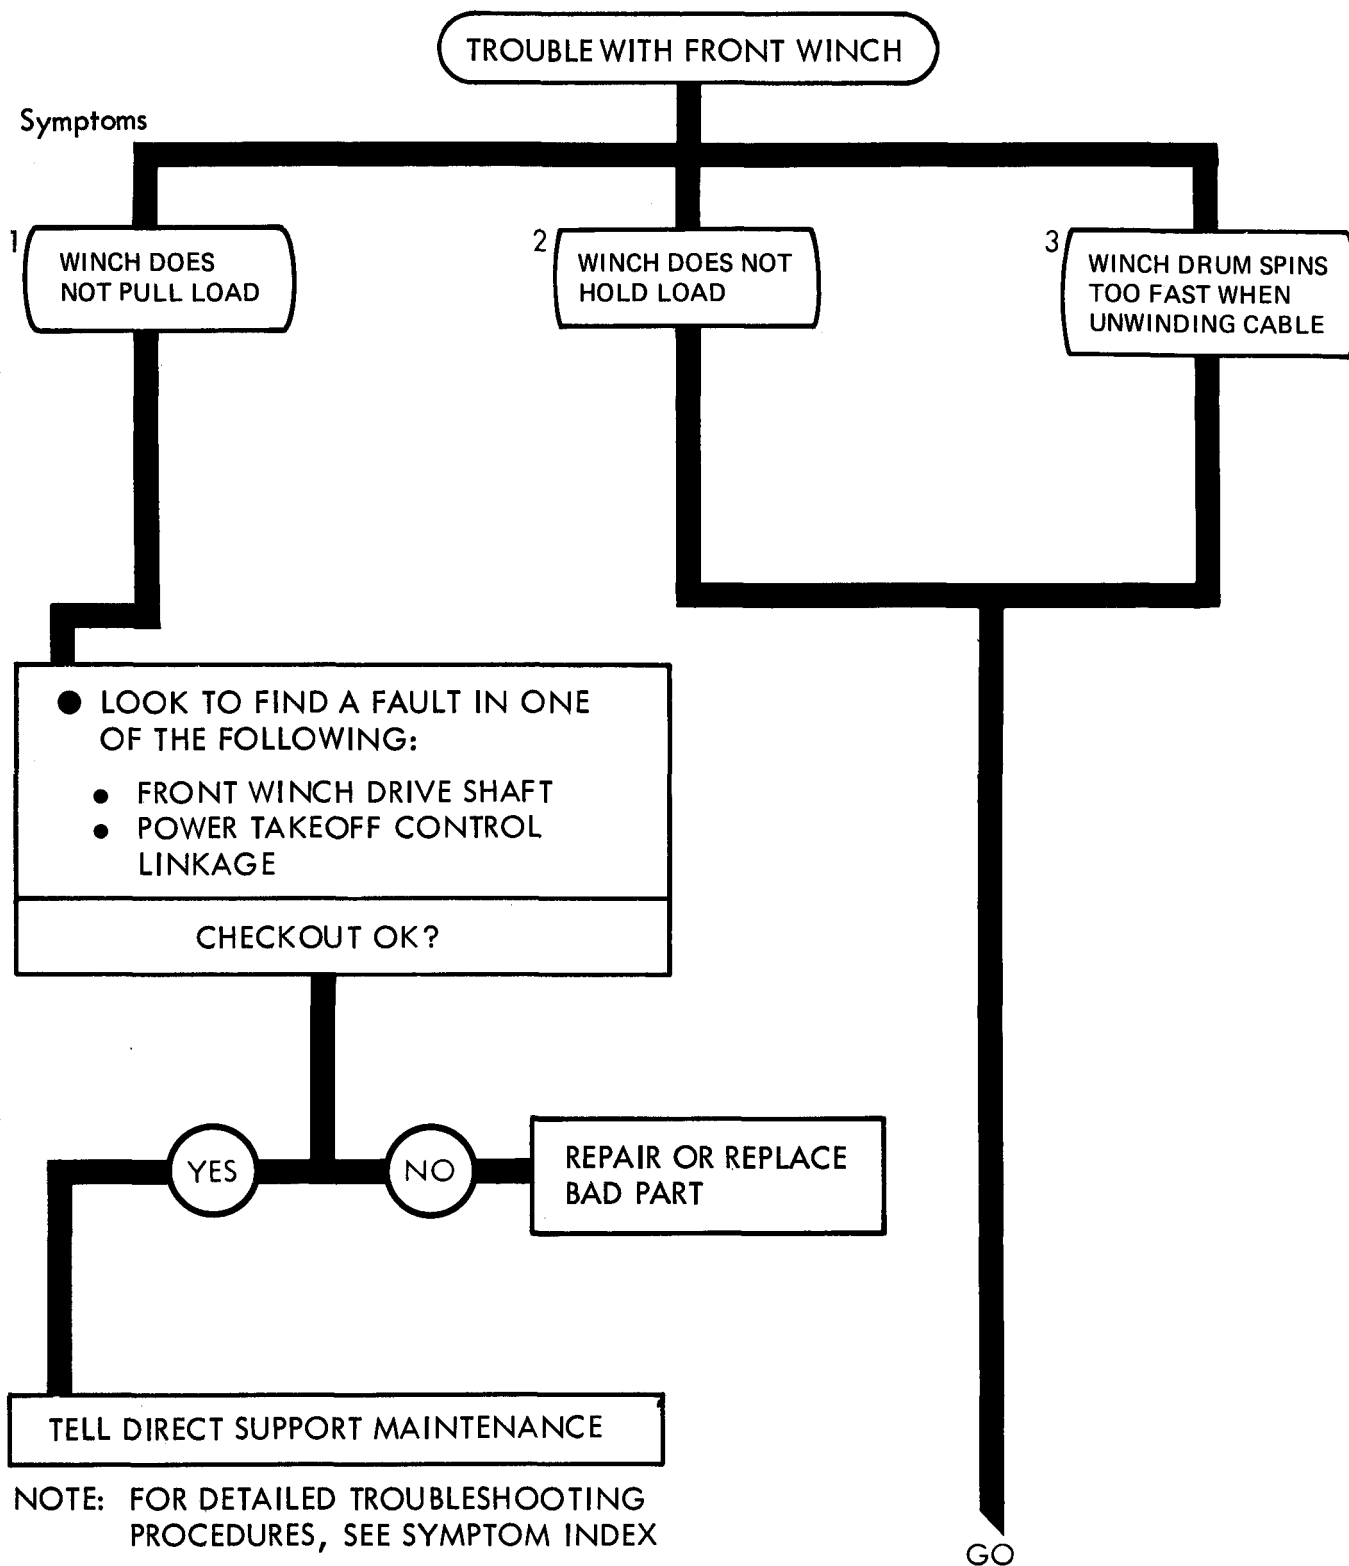 TROUBLE WITH FRONT WINCH
Symptoms
1
WINCH DOES
NOT PULL LOAD
2
WINCH DOES NOT
HOLD LOAD
3
WINCH DRUM SPINS
TOO FAST WHEN
UNWINDING CABLE
● LOOK TO FIND A FAULT IN ONE
OF THE FOLLOWING:
● FRONT WINCH DRIVE SHAFT
● POWER TAKEOFF CONTROL
LINKAGE
CHECKOUT OK?
YES
NO
REPAIR OR REPLACE
BAD PART
TELL DIRECT SUPPORT MAINTENANCE
NOTE: FOR DETAILED TROUBLESHOOTING
PROCEDURES, SEE SYMPTOM INDEX
GO